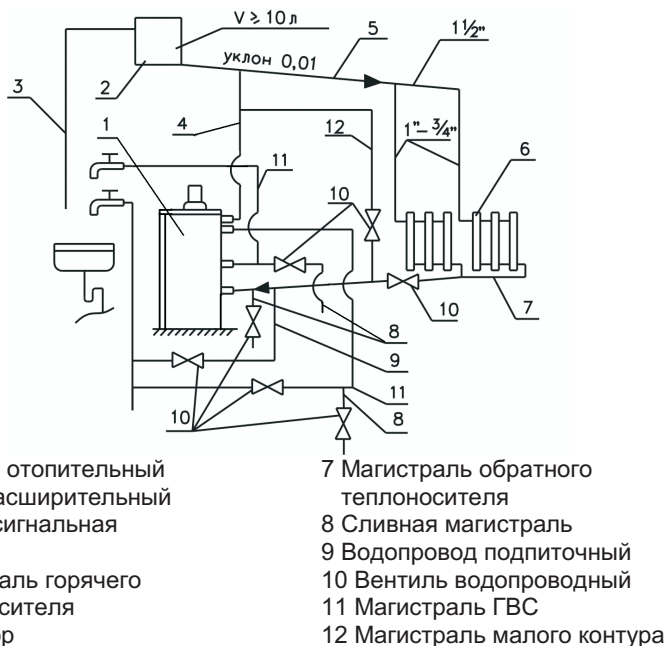 V ≥ 10 л
5
1½"
уклон 0,01
3
2
4
1
12
1"–¾"
6
11
10
8
10
7
9
11
10
8
отопительный
асширительный
сигнальная
аль горячего
сителя
ор
7 Магистраль обратного
теплоносителя
8 Сливная магистраль
9 Водопровод подпиточный
10 Вентиль водопроводный
11 Магистраль ГВС
12 Магистраль малого контура